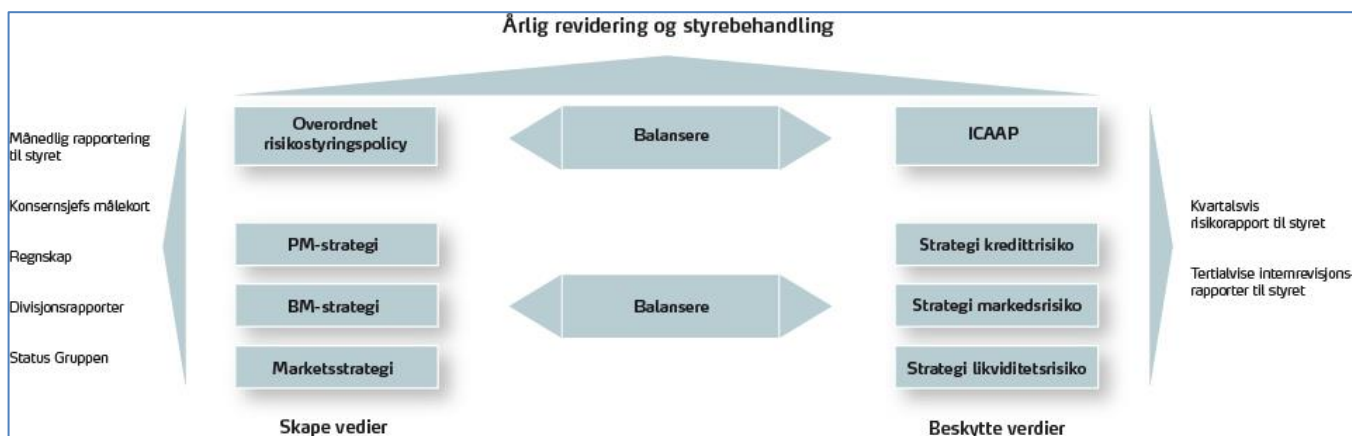 Årlig revidering og styrebehandling
Månedlig rapportering
til styret
Konsernsjefs målekort
Regnskap
Divisjonsrapporter
Status Gruppen
Overordnet
risikostyringspolicy
Balansere
ICAAP
PM-strategi
Strategi kredittrisiko
BM-strategi
Balansere
Strategi markedsrisiko
Marketsstrategi
Strategi likviditetsrisiko
Skape vedier
Beskytte verdier
Kvartalsvis
risikorapport til styret
Tertialvise internrevisjons-
rapporter til styret